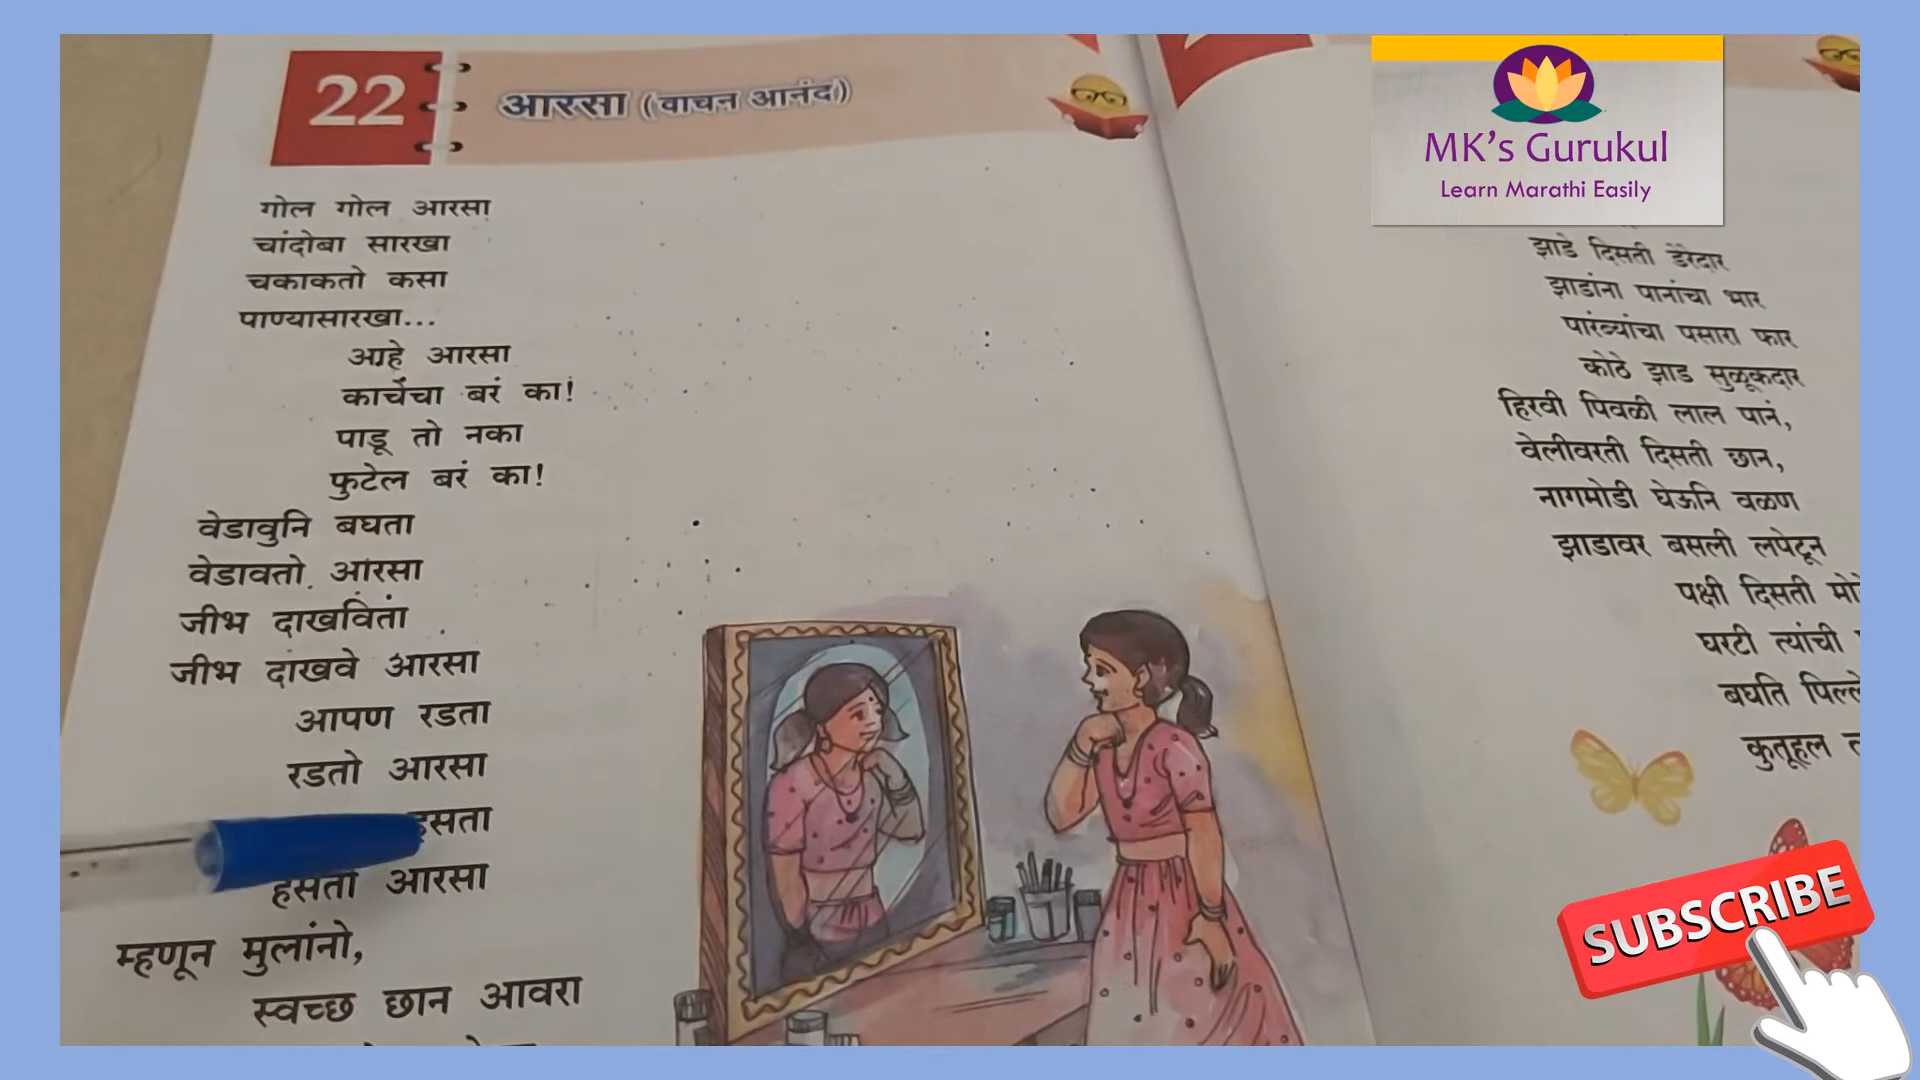 22 आरसा (वाचन आनंद)
गोल गोल आरसा
चांदोबा सारखा
चकाकतो कसा
पाण्यासारखा...
आहे आरसा
काचेचा बरं का!
पाडू तो नका
फुटेल बरं का!
वेडावुनि बघता
वेडावतो आरसा
जीभ दाखविता
जीभ दाखवे आरसा
आपण रडता
रडतो आरसा
हसतो आरसा
म्हणून मुलांनो,
स्वच्छ छान आवरा
MK's Gurukul
Learn Marathi Easily
झाडे दिसती डेरेदार
झाडांना पानांचा भार
पारंब्यांचा पसारा फार
कोठे झाड सुळूकदार
हिरवी पिवळी लाल पानं,
वेलीवरती दिसती छान,
नागमोडी घेऊनि वळण
झाडावर बसली लपेटून
पक्षी दिसती
घरटी त्यांची
बघति
कुतूहल
SUBSCRIBE